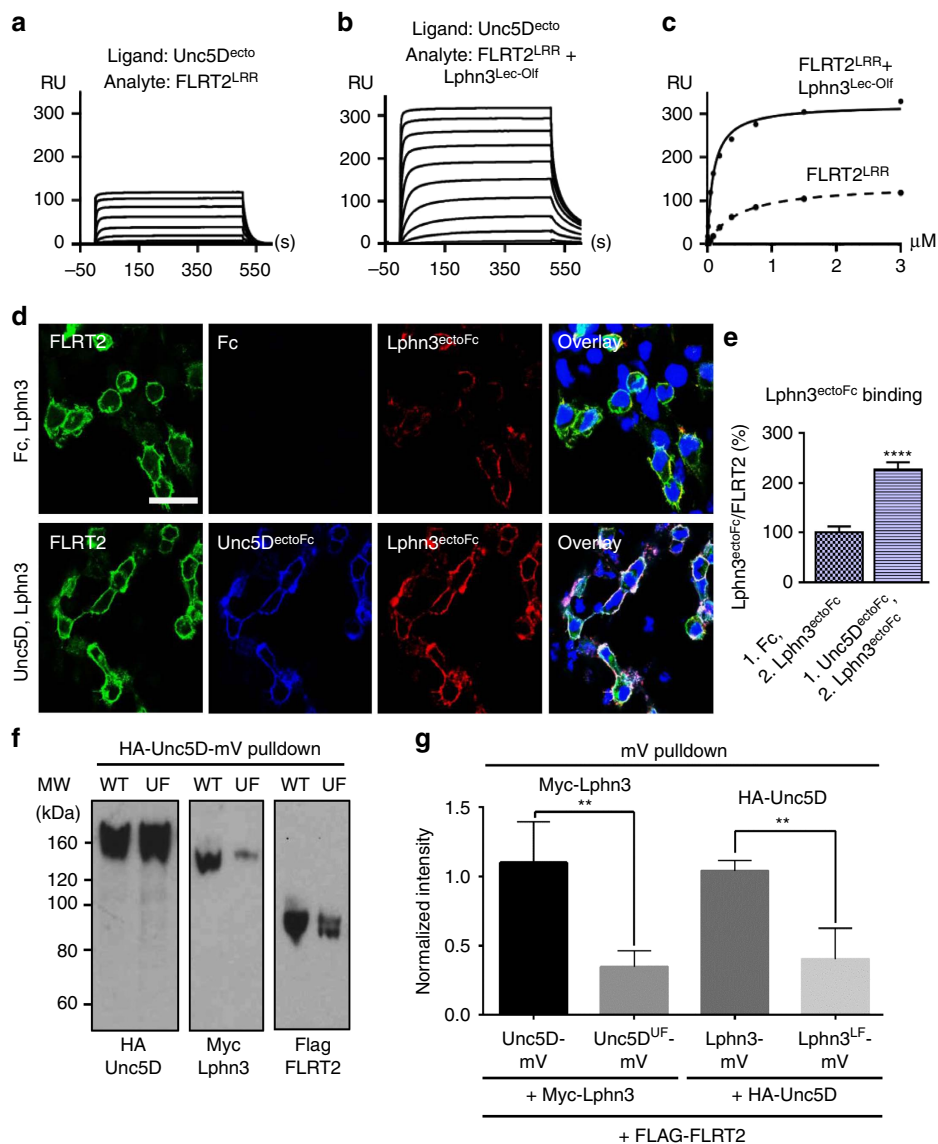 a
Ligand: Unc5Decto
Analyte: FLRT2LRR
RU
300
200
100
0
–50 150 350 550
(s)
b
Ligand: Unc5Decto
Analyte: FLRT2LRR +
Lphn3Lec-Olf
RU
300
200
100
0
–50 150 350 550
(s)
c
RU
300
200
100
0
0 1 2 3
μM
FLRT2LRR+
Lphn3Lec-Olf
FLRT2LRR
d
Fc, Lphn3
FLRT2
Fc
Lphn3ectoFc
Overlay
Unc5D, Lphn3
FLRT2
Unc5DectoFc
Lphn3ectoFc
Overlay
e
Lphn3ectoFc binding
Lphn3ectoFc/FLRT2 (%)
300
200
100
0
****
1. Fc,
2. Lphn3ectoFc
1. Unc5DectoFc,
2. Lphn3ectoFc
f
HA-Unc5D-mV pulldown
MW
(kDa)
WT UF WT UF WT UF
160
120
100
80
60
HA
Unc5D
Myc
Lphn3
Flag
FLRT2
g
mV pulldown
Myc-Lphn3
HA-Unc5D
**
**
Normalized intensity
1.5
1.0
0.5
0.0
Unc5D-
mV
Unc5DUF-
mV
Lphn3-
mV
Lphn3LF-
mV
+ Myc-Lphn3
+ HA-Unc5D
+ FLAG-FLRT2